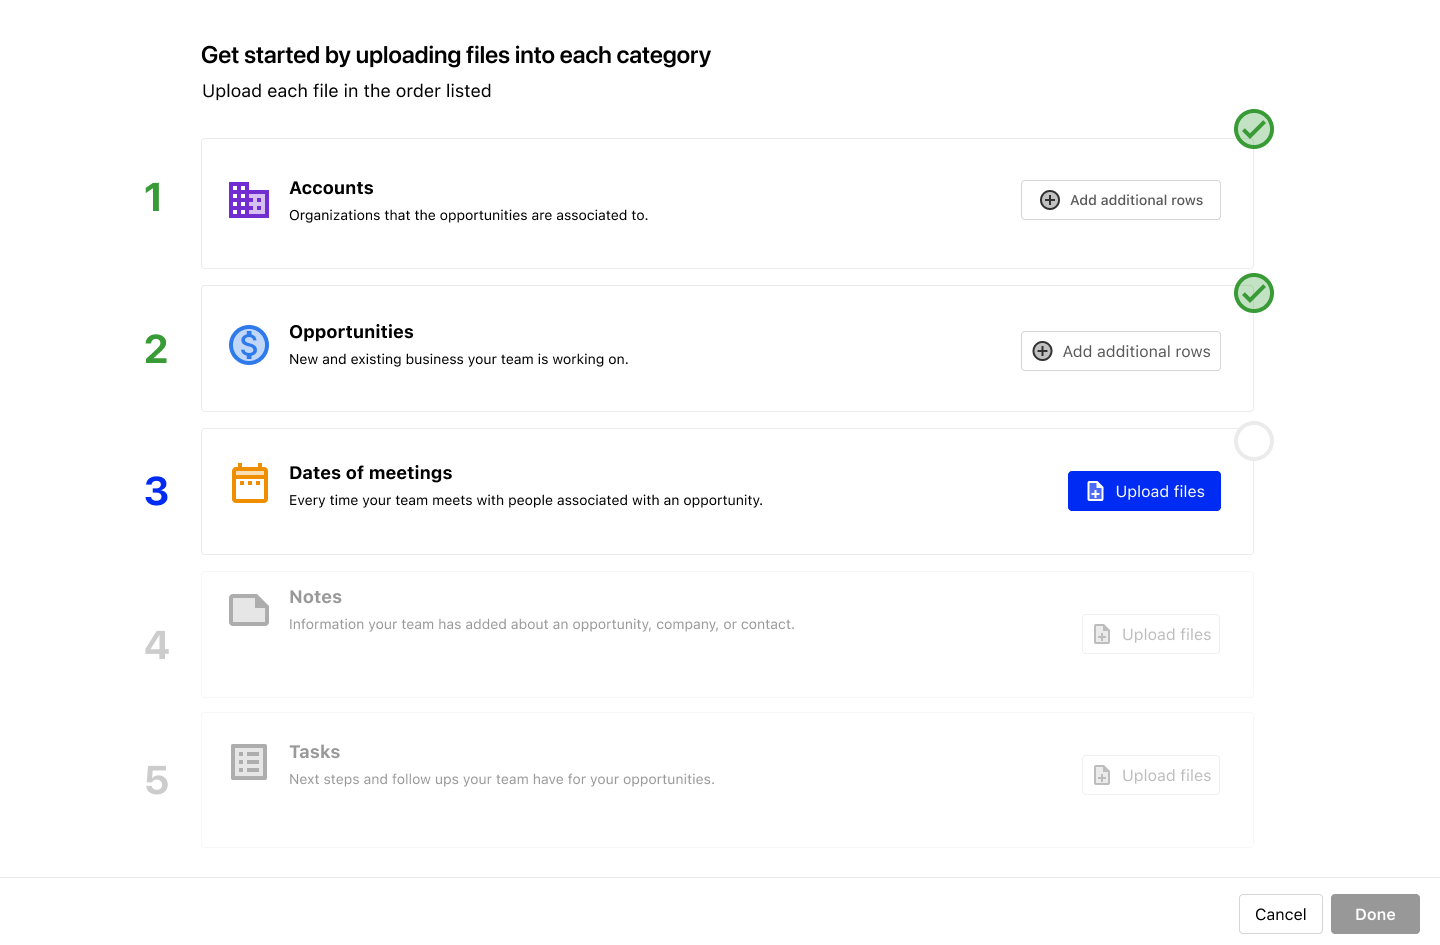 Get started by uploading files into each category
Upload each file in the order listed
1
Accounts
Organizations that the opportunities are associated to.
Add additional rows
2
Opportunities
New and existing business your team is working on.
Add additional rows
3
Dates of meetings
Every time your team meets with people associated with an opportunity.
Upload files
4
Notes
Information your team has added about an opportunity, company, or contact.
Upload files
5
Tasks
Next steps and follow ups your team have for your opportunities.
Upload files
Cancel
Done